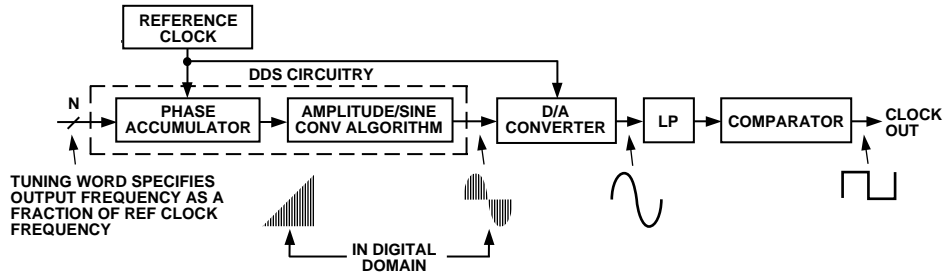 REFERENCE
CLOCK
DDS CIRCUITRY
N
PHASE
ACCUMULATOR
AMPLITUDE/SINE
CONV ALGORITHM
D/A
CONVERTER
LP
COMPARATOR
CLOCK
OUT
TUNING WORD SPECIFIES
OUTPUT FREQUENCY AS A
FRACTION OF REF CLOCK
FREQUENCY
IN DIGITAL
DOMAIN